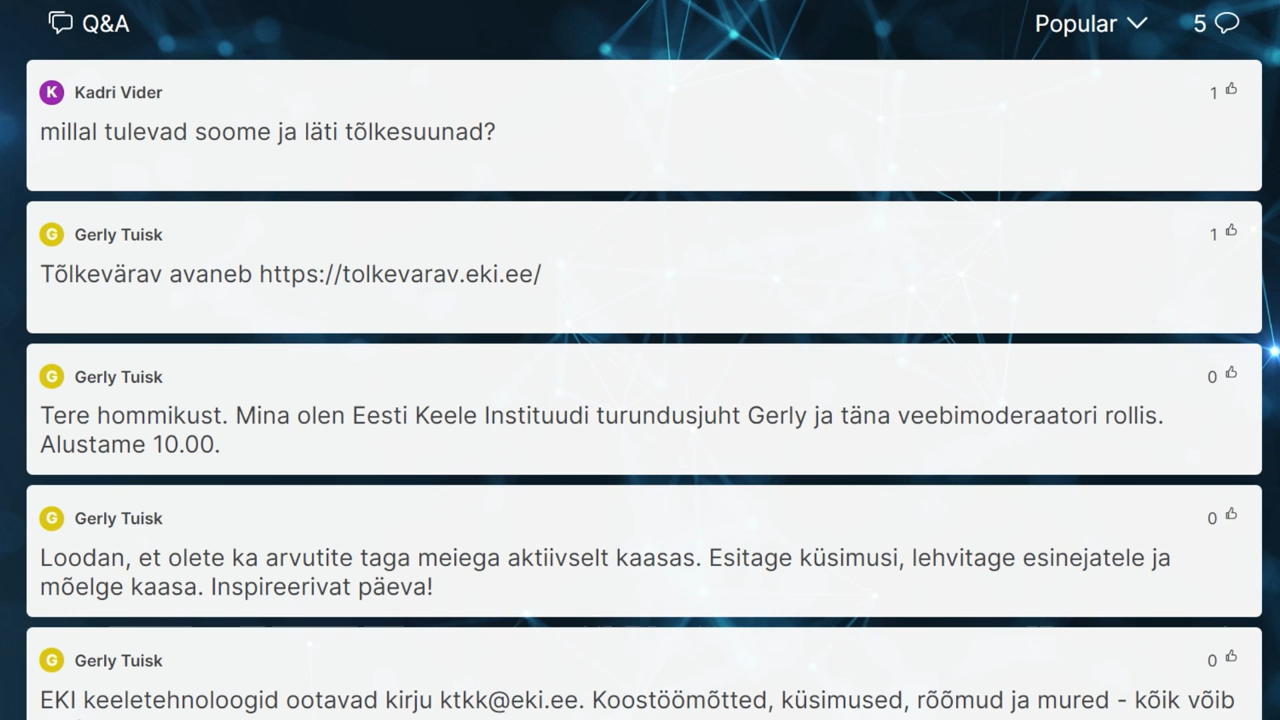 Q&A
Popular
5
K
Kadri Vider
1
millal tulevad soome ja läti tõlkesuunad?
G
Gerly Tuisk
1
Tõlkevärav avaneb https://tolkevarav.eki.ee/
G
Gerly Tuisk
0
Tere hommikust. Mina olen Eesti Keele Instituudi turundusjuht Gerly ja täna veebimoderaatori rollis.
Alustame 10.00.
G
Gerly Tuisk
0
Loodan, et olete ka arvutite taga meiega aktiivselt kaasas. Esitage küsimusi, lehvitage esinejatele ja
mõelge kaasa. Inspireerivat päeva!
G
Gerly Tuisk
0
EKI keeletehnoloogid ootavad kirju ktkk@eki.ee. Koostöömõtted, küsimused, rõõmud ja mured - kõik võib